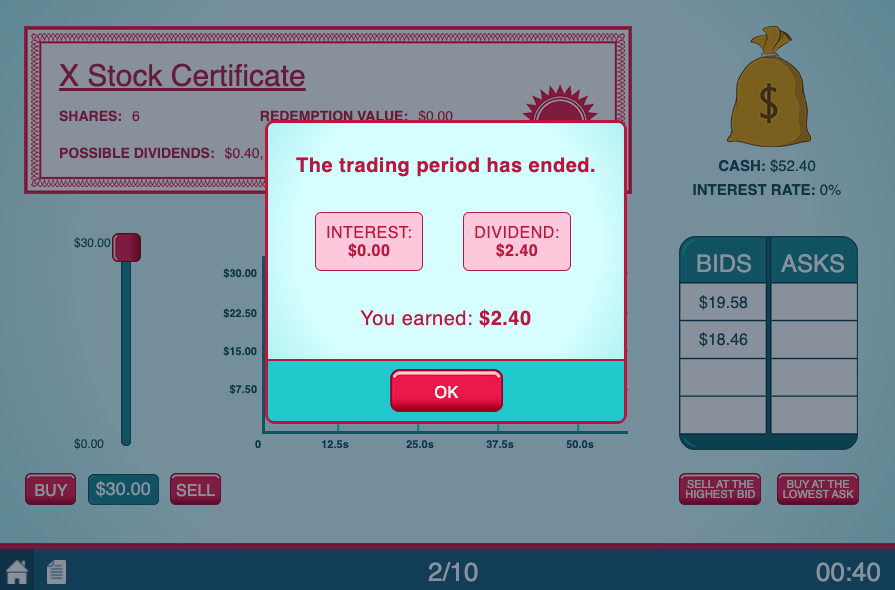 X Stock Certificate
SHARES: 6 REDEMPTION VALUE: $0.00
POSSIBLE DIVIDENDS: $0.40,
$
CASH: $52.40
INTEREST RATE: 0%
The trading period has ended.
INTEREST: DIVIDEND:
$0.00 $2.40
You earned: $2.40
OK
$30.00
$0.00
$30.00
$22.50
$15.00
$7.50
0 12.5s 25.0s 37.5s 50.0s
BIDS ASKS
$19.58
$18.46
BUY $30.00 SELL
SELL AT THE
HIGHEST BID
BUY AT THE
LOWEST ASK
2/10 00:40